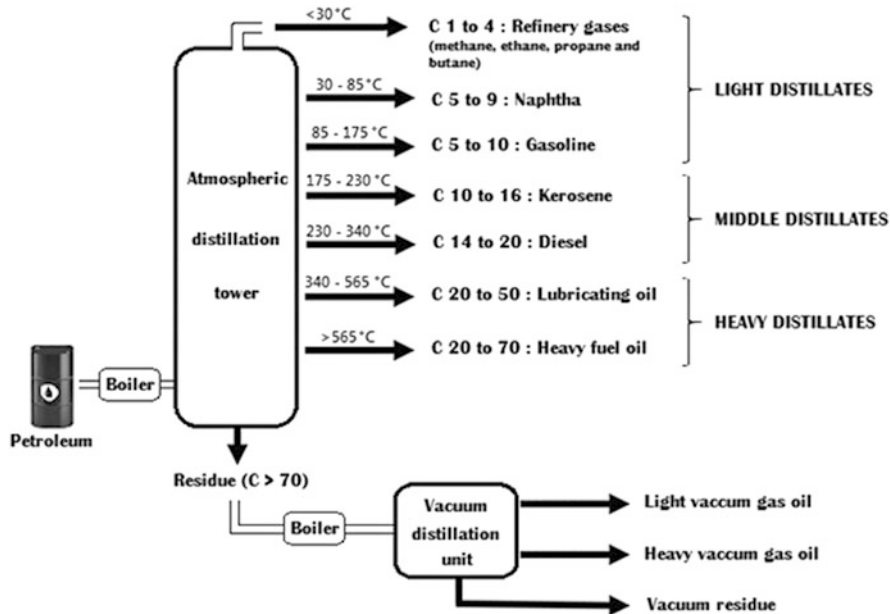 <30°C
C 1 to 4 : Refinery gases
(methane, ethane, propane and
butane)
30 - 85°C
C 5 to 9 : Naphtha
LIGHT DISTILLATES
85 - 175°C
C 5 to 10 : Gasoline
Atmospheric
distillation
tower
175 - 230°C
C 10 to 16 : Kerosene
MIDDLE DISTILLATES
230 - 340°C
C 14 to 20 : Diesel
340 - 565°C
C 20 to 50 : Lubricating oil
HEAVY DISTILLATES
>565°C
C 20 to 70 : Heavy fuel oil
Boiler
Petroleum
Residue (C > 70)
Boiler
Vacuum
distillation
unit
Light vaccum gas oil
Heavy vaccum gas oil
Vacuum residue